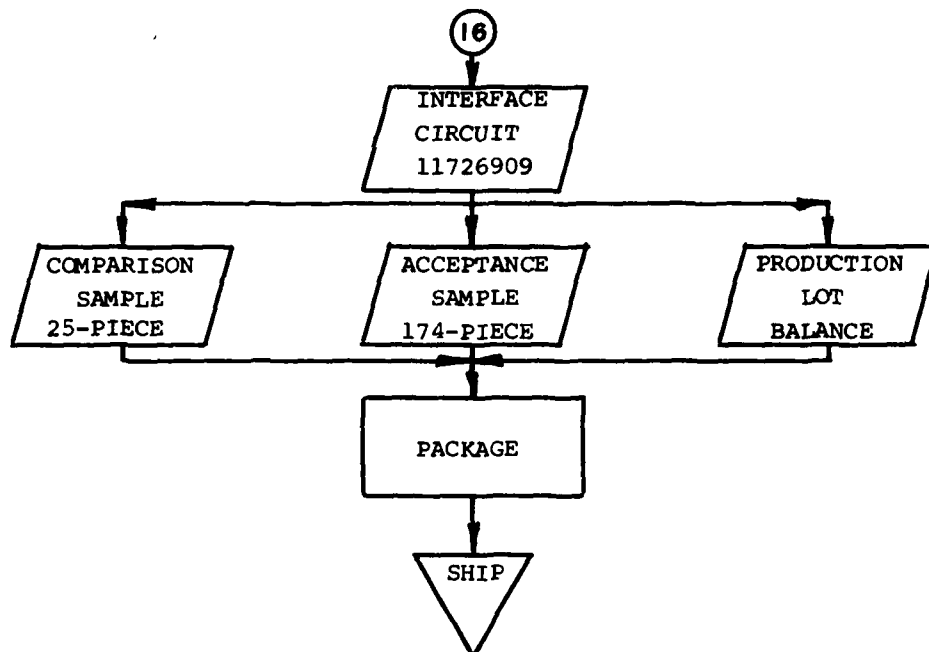 16
INTERFACE
CIRCUIT
11726909
COMPARISON
SAMPLE
25-PIECE
ACCEPTANCE
SAMPLE
174-PIECE
PRODUCTION
LOT
BALANCE
PACKAGE
SHIP